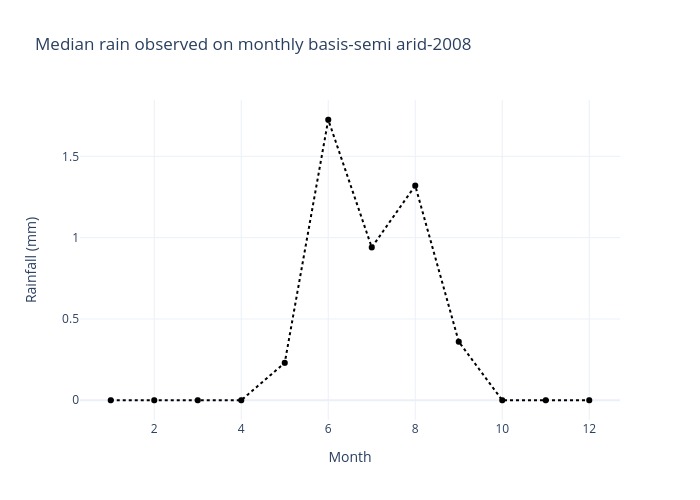 Median rain observed on monthly basis-semi arid-2008
1.5
1
0.5
0
Rainfall (mm)
2 4 6 8 10 12
Month